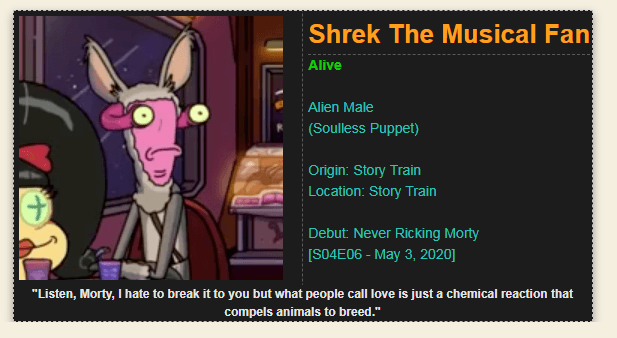 Shrek The Musical Fan
Alive
Alien Male
(Soulless Puppet)
Origin: Story Train
Location: Story Train
Debut: Never Ricking Morty
[S04E06 - May 3, 2020]
"Listen, Morty, I hate to break it to you but what people call love is just a chemical reaction that
compels animals to breed."